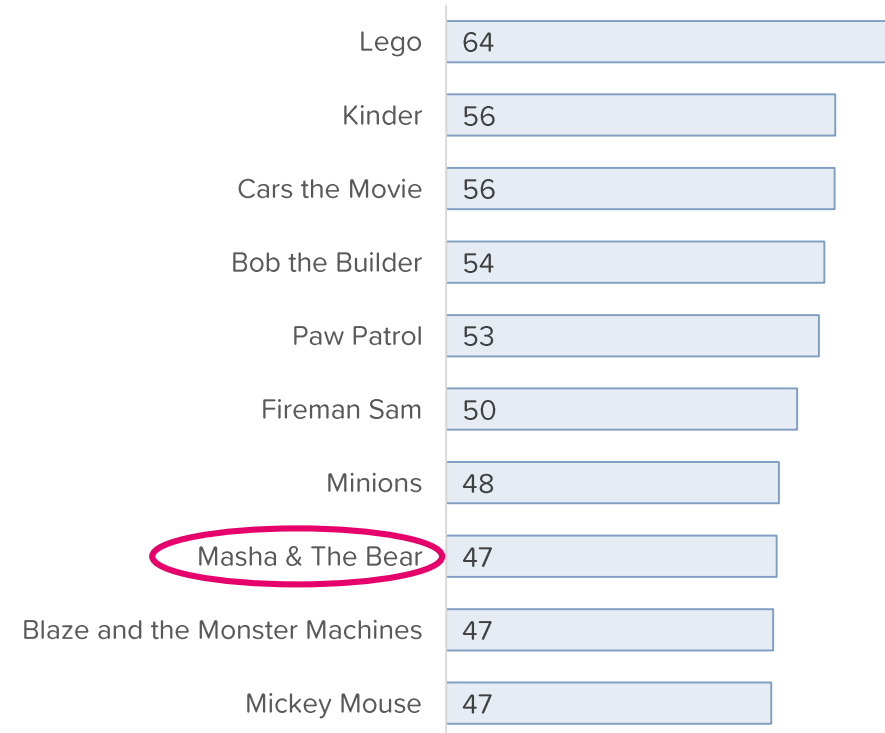 Lego 64
Kinder 56
Cars the Movie 56
Bob the Builder 54
Paw Patrol 53
Fireman Sam 50
Minions 48
Masha & The Bear 47
Blaze and the Monster Machines 47
Mickey Mouse 47